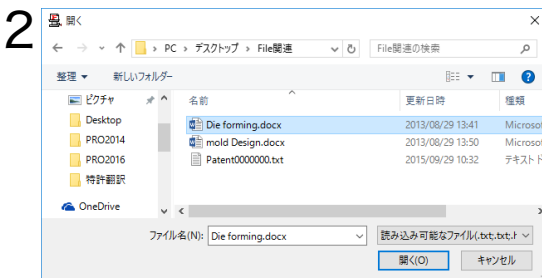 2
開く
PC › デスクトップ › File関連
File関連の検索
整理 新しいフォルダー
ピクチャ
Desktop
PRO2014
PRO2016
特許翻訳
OneDrive
名前 更新日時 種類
Die forming.docx 2013/08/29 13:41 Microso
mold Design.docx 2013/08/29 13:50 Microso
Patent0000000.txt 2015/09/29 10:32 テキスト ド
ファイル名(N): Die forming.docx 読み込み可能なファイル(.txt;.txt;.h
開く(O) キャンセル